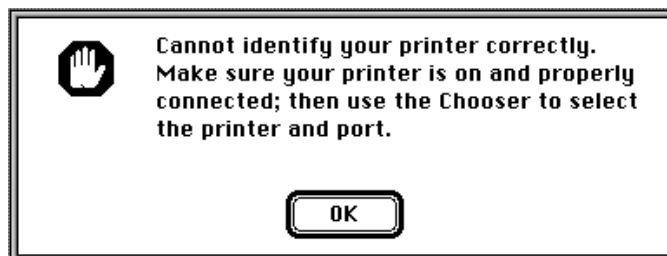 Cannot identify your printer correctly.
Make sure your printer is on and properly
connected; then use the Chooser to select
the printer and port.
OK